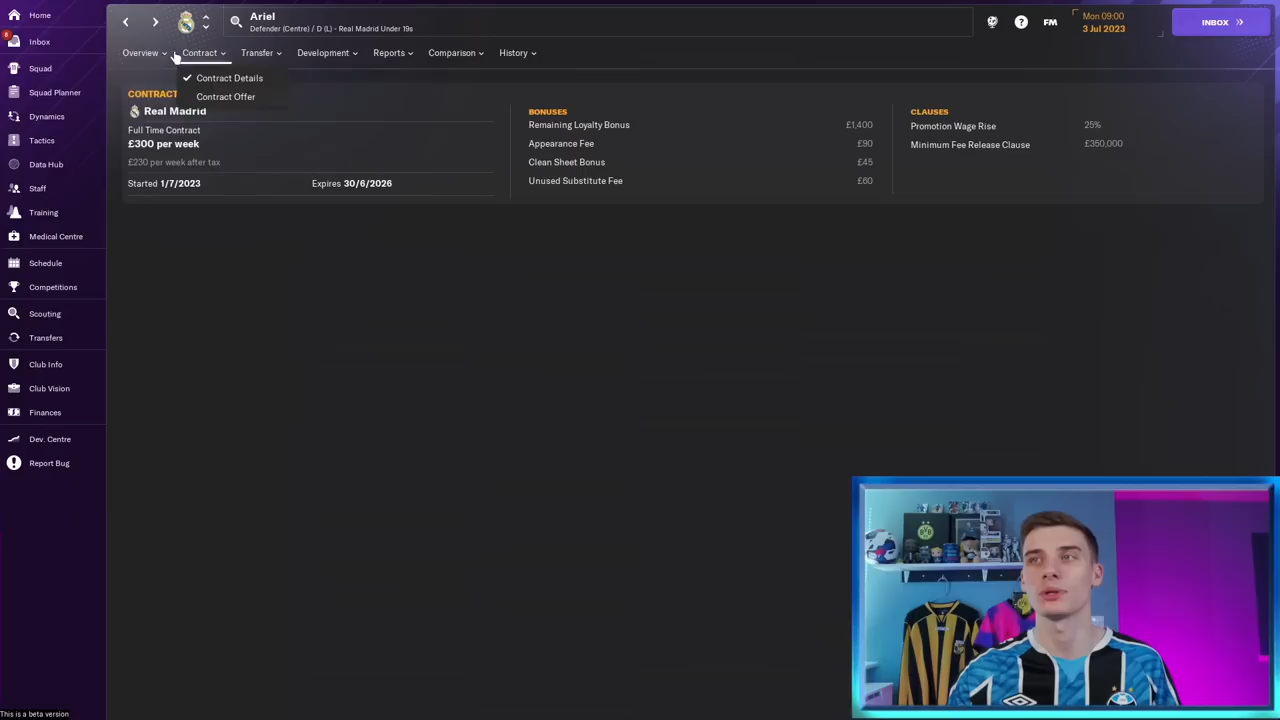 Home
8
Inbox
Squad
Squad Planner
Dynamics
Tactics
Data Hub
Staff
Training
Medical Centre
Schedule
Competitions
Scouting
Transfers
Club Info
Club Vision
Finances
Dev. Centre
Report Bug
This is a beta version
Ariel
Defender (Centre) / D (L) - Real Madrid Under 19s
FM
Mon 09:00
3 Jul 2023
INBOX
Overview
Contract
Transfer
Development
Reports
Comparison
History
Contract Details
Contract Offer
CONTRACT
Real Madrid
Full Time Contract
£300 per week
£230 per week after tax
Started 1/7/2023
Expires 30/6/2026
BONUSES
Remaining Loyalty Bonus £1,400
Appearance Fee £90
Clean Sheet Bonus £45
Unused Substitute Fee £60
CLAUSES
Promotion Wage Rise 25%
Minimum Fee Release Clause £350,000